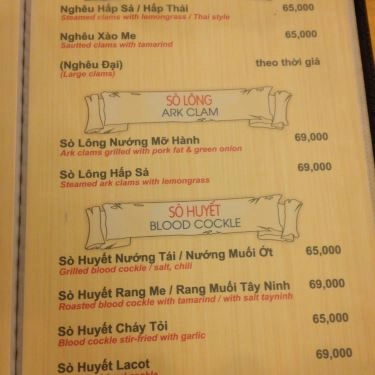 Nghêu Hấp Sả / Hấp Thái 65,000
Steamed clams with lemongrass / Thai style
Nghêu Xào Me 65,000
Sautted clams with tamarind
(Nghêu Đại) theo thời giá
(Large clams)
SÒ LÔNG
ARK CLAM
Sò Lông Nướng Mỡ Hành 69,000
Ark clams grilled with pork fat & green onion
Sò Lông Hấp Sả 69,000
Steamed ark clams with lemongrass
SÒ HUYẾT
BLOOD COCKLE
Sò Huyết Nướng Tái / Nướng Muối Ớt 65,000
Grilled blood cockle / salt, chili
Sò Huyết Rang Me / Rang Muối Tây Ninh 69,000
Roasted blood cockle with tamarind / with salt tayninh
Sò Huyết Cháy Tỏi 65,000
Blood cockle stir-fried with garlic
Sò Huyết Lacot 69,000